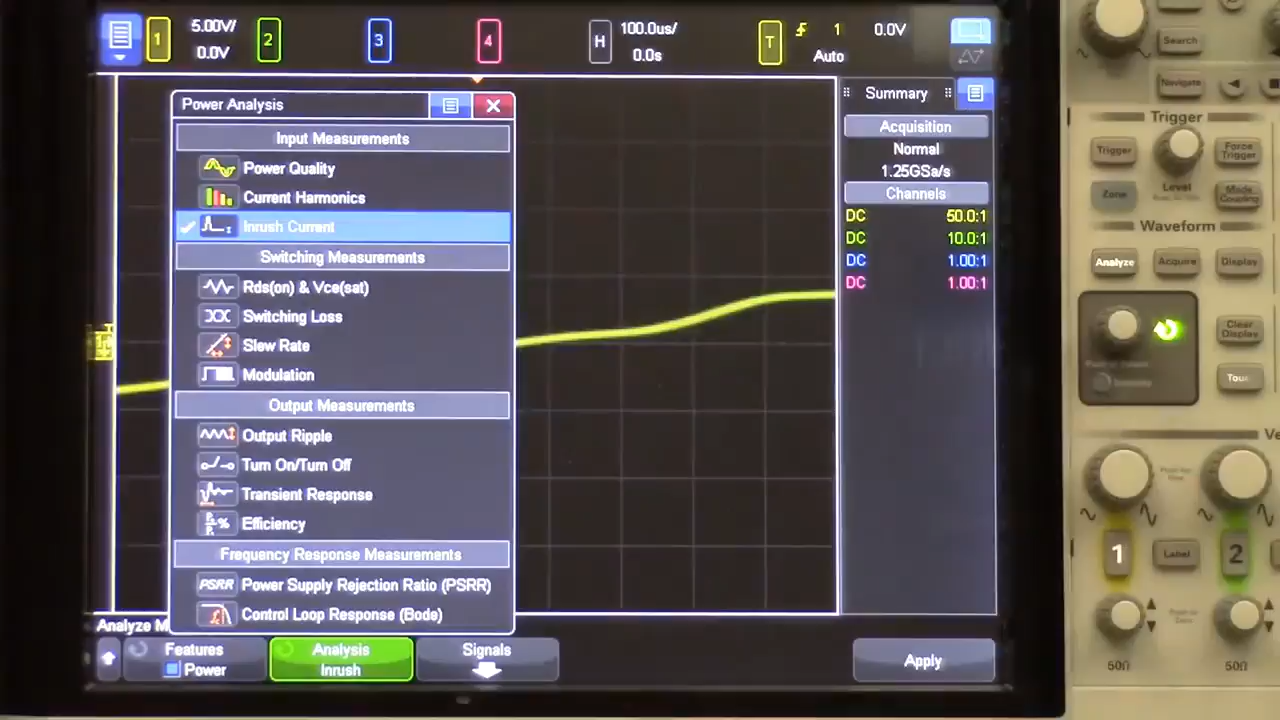 1
5.00V/
0.0V
2
3
4
H
100.0us/
0.0s
T
1
Auto
0.0V
Power Analysis
Input Measurements
Power Quality
Current Harmonics
Inrush Current
Switching Measurements
Rds(on) & Vce(sat)
Switching Loss
Slew Rate
Modulation
Output Measurements
Output Ripple
Turn On/Turn Off
Transient Response
Efficiency
Frequency Response Measurements
PSRR Power Supply Rejection Ratio (PSRR)
Control Loop Response (Bode)
Summary
Acquisition
Normal
1.25GSa/s
Channels
DC 50.0:1
DC 10.0:1
DC 1.00:1
DC 1.00:1
Analyze M
Features
Power
Analysis
Inrush
Signals
Apply
Search
Navigate
Trigger
Trigger
Force
Trigger
Level
Zone
Mode
Coupling
Waveform
Analyze
Acquire
Display
Clear
Display
Touc
Ve
1
Label
2
50Ω
50Ω